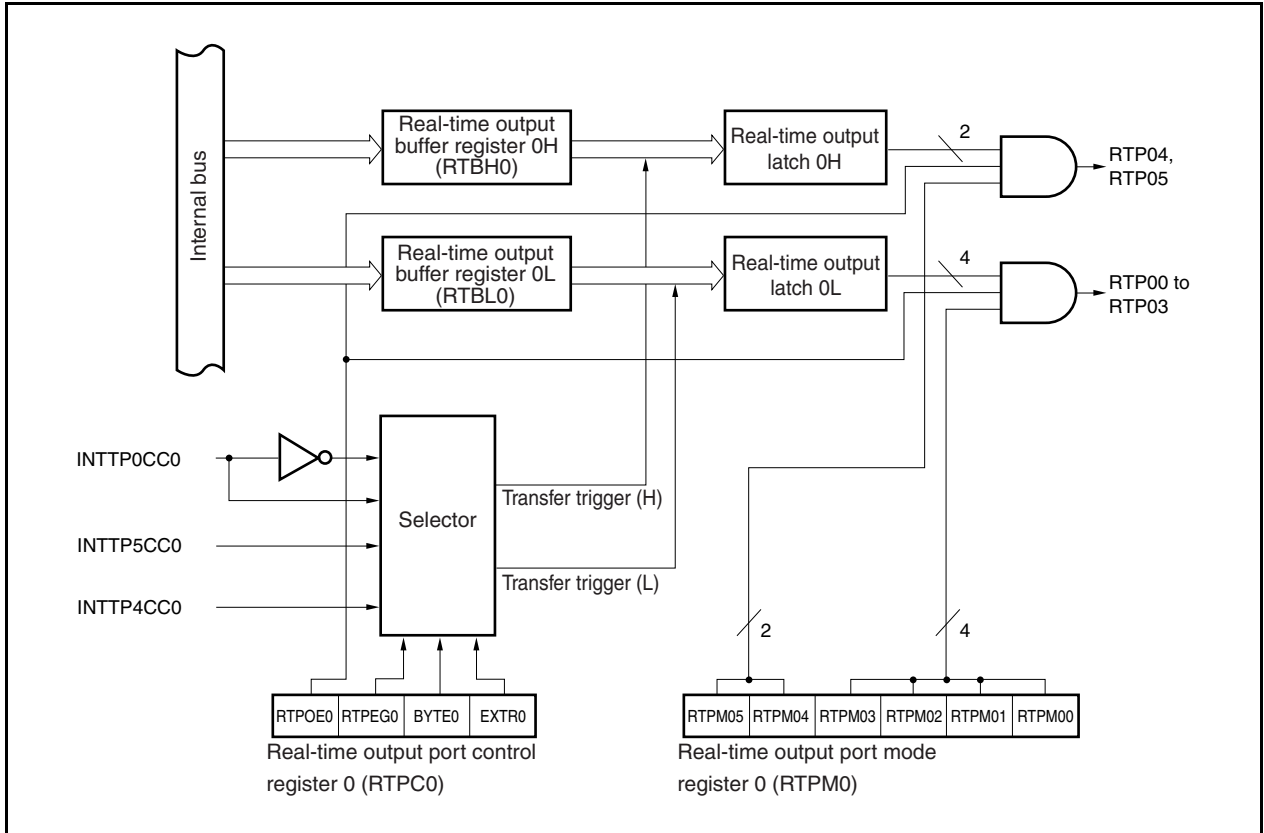 Internal bus
Real-time output
buffer register 0H
(RTBH0)
Real-time output
latch 0H
2
RTP04,
RTP05
Real-time output
buffer register 0L
(RTBL0)
Real-time output
latch 0L
4
RTP00 to
RTP03
INTTP0CC0
INTTP5CC0
INTTP4CC0
Selector
Transfer trigger (H)
Transfer trigger (L)
2
4
RTPOE0 RTPEG0 BYTE0 EXTR0
Real-time output port control
register 0 (RTPC0)
RTPM05 RTPM04 RTPM03 RTPM02 RTPM01 RTPM00
Real-time output port mode
register 0 (RTPM0)